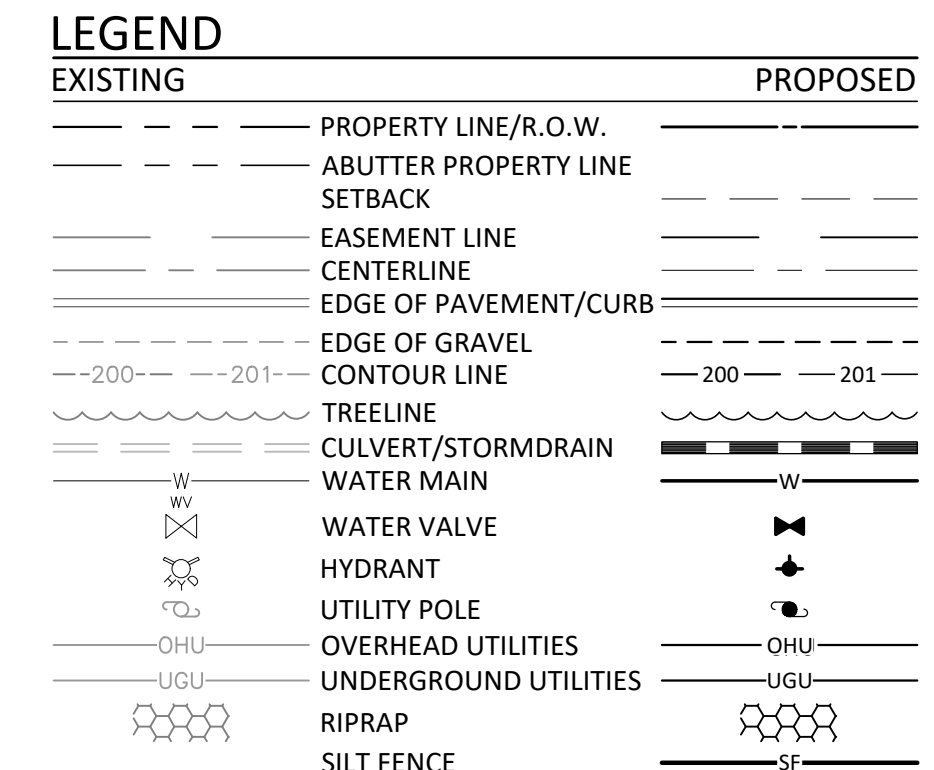 LEGEND
EXISTING PROPOSED
PROPERTY LINE/R.O.W.
ABUTTER PROPERTY LINE
SETBACK
EASEMENT LINE
CENTERLINE
EDGE OF PAVEMENT/CURB
EDGE OF GRAVEL
200 201 CONTOUR LINE 200 201
TREELINE
CULVERT/STORMDRAIN
W WATER MAIN W
WV
WATER VALVE
HYD HYDRANT
UTILITY POLE
OHU OVERHEAD UTILITIES OHU
UGU UNDERGROUND UTILITIES UGU
RIPRAP
SILT FENCE SF